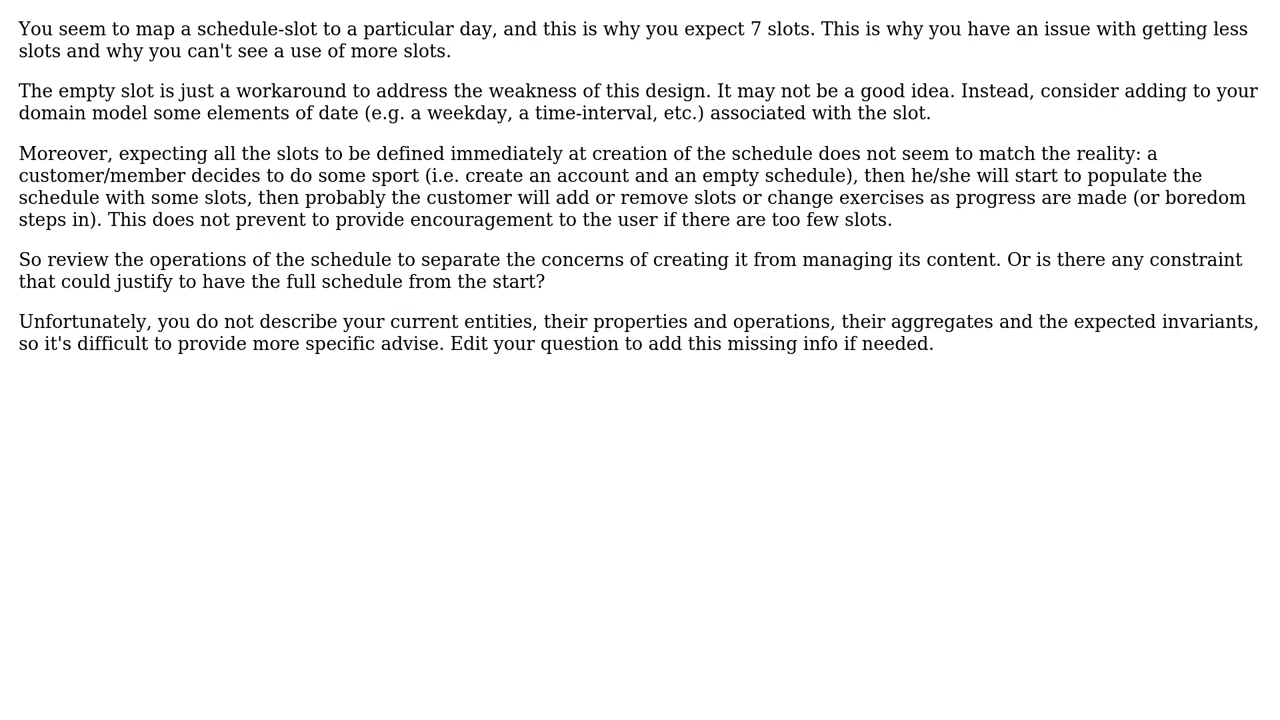 You seem to map a schedule-slot to a particular day, and this is why you expect 7 slots. This is why you have an issue with getting less
slots and why you can't see a use of more slots.
The empty slot is just a workaround to address the weakness of this design. It may not be a good idea. Instead, consider adding to your
domain model some elements of date (e.g. a weekday, a time-interval, etc.) associated with the slot.
Moreover, expecting all the slots to be defined immediately at creation of the schedule does not seem to match the reality: a
customer/member decides to do some sport (i.e. create an account and an empty schedule), then he/she will start to populate the
schedule with some slots, then probably the customer will add or remove slots or change exercises as progress are made (or boredom
steps in). This does not prevent to provide encouragement to the user if there are too few slots.
So review the operations of the schedule to separate the concerns of creating it from managing its content. Or is there any constraint
that could justify to have the full schedule from the start?
Unfortunately, you do not describe your current entities, their properties and operations, their aggregates and the expected invariants,
so it's difficult to provide more specific advise. Edit your question to add this missing info if needed.